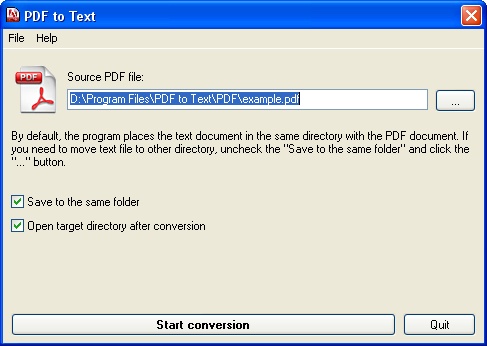 PDF to Text
File Help
PDF
Source PDF file:
D:\Program Files\PDF to Text\PDF\example.pdf
...
By default, the program places the text document in the same directory with the PDF document. If
you need to move text file to other directory, uncheck the "Save to the same folder" and click the
"..." button.
Save to the same folder
Open target directory after conversion
Start conversion
Quit